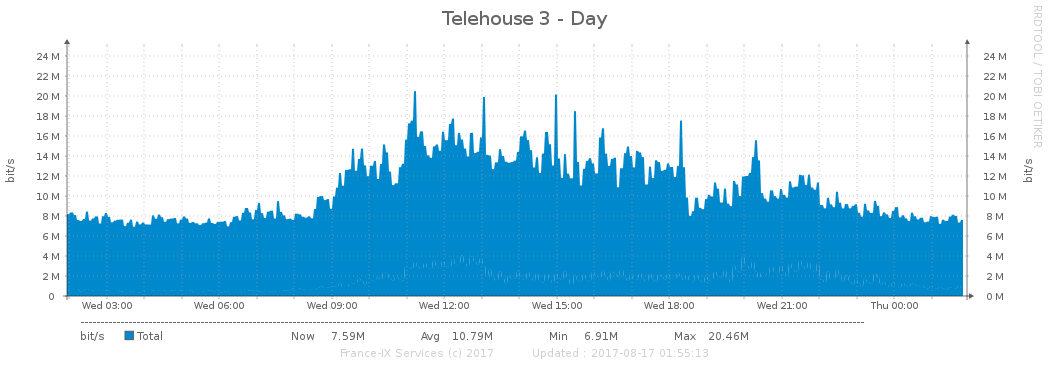 Telehouse 3 - Day
RRDTOOL / TOBI OETIKER
bit/s
24 M
22 M
20 M
18 M
16 M
14 M
12 M
10 M
8 M
6 M
4 M
2 M
0
24 M
22 M
20 M
18 M
16 M
14 M
12 M
10 M
8 M
6 M
4 M
2 M
0 M
bit/s
Wed 03:00 Wed 06:00 Wed 09:00 Wed 12:00 Wed 15:00 Wed 18:00 Wed 21:00 Thu 00:00
bit/s Total Now 7.59M Avg 10.79M Min 6.91M Max 20.46M
France-IX Services (c) 2017 Updated : 2017-08-17 01:55:13